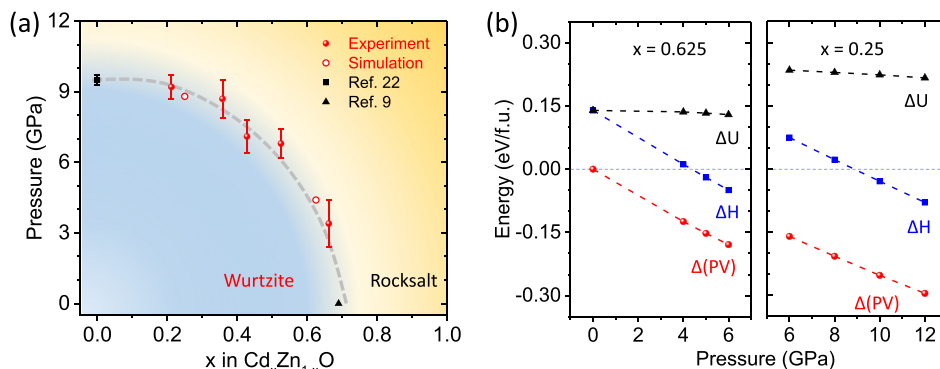 (a)
12
9
6
3
0
Pressure (GPa)
Experiment
Simulation
Ref. 22
Ref. 9
Wurtzite
Rocksalt
0.0 0.2 0.4 0.6 0.8 1.0
x in CdₓZn₁₋ₓO
(b)
0.30
0.15
0.00
-0.15
-0.30
Energy (eV/f.u.)
x = 0.625
ΔU
ΔH
Δ(PV)
0 2 4 6
x = 0.25
ΔU
ΔH
Δ(PV)
6 8 10 12
Pressure (GPa)